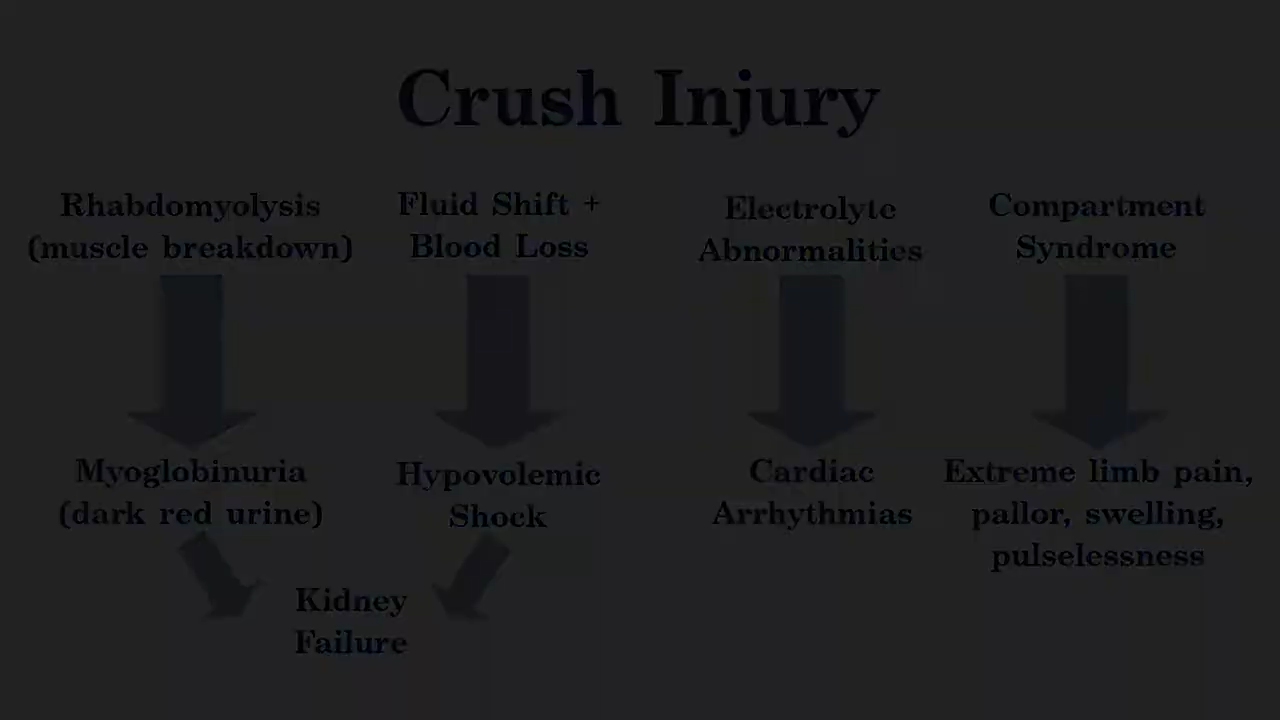 Crush Injury
Rhabdomyolysis
(muscle breakdown)
Fluid Shift +
Blood Loss
Electrolyte
Abnormalities
Compartment
Syndrome
Myoglobinuria
(dark red urine)
Hypovolemic
Shock
Cardiac
Arrhythmias
Extreme limb pain,
pallor, swelling,
pulselessness
Kidney
Failure